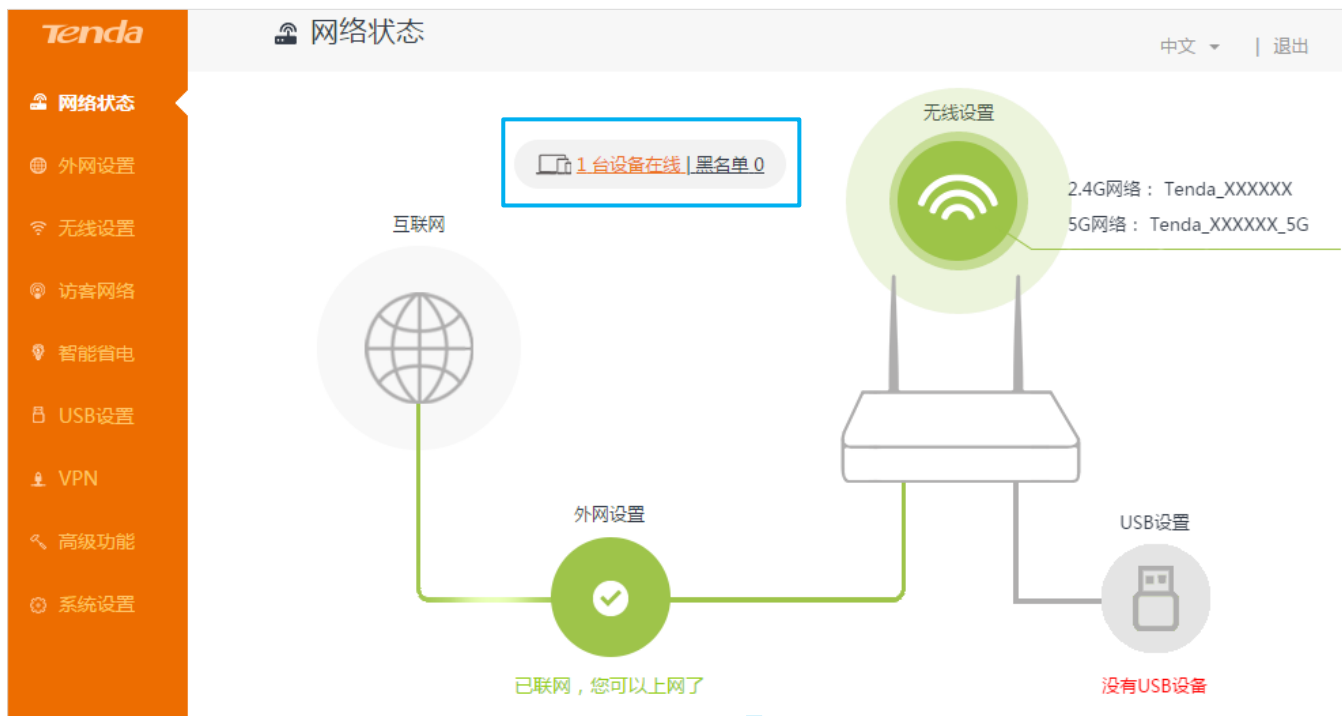 Tenda
网络状态
中文 | 退出
网络状态
外网设置
无线设置
访客网络
智能省电
USB设置
VPN
高级功能
系统设置
1 台设备在线 | 黑名单 0
无线设置
2.4G网络： Tenda_XXXXXX
5G网络： Tenda_XXXXXX_5G
互联网
外网设置
已联网，您可以上网了
USB设置
没有USB设备